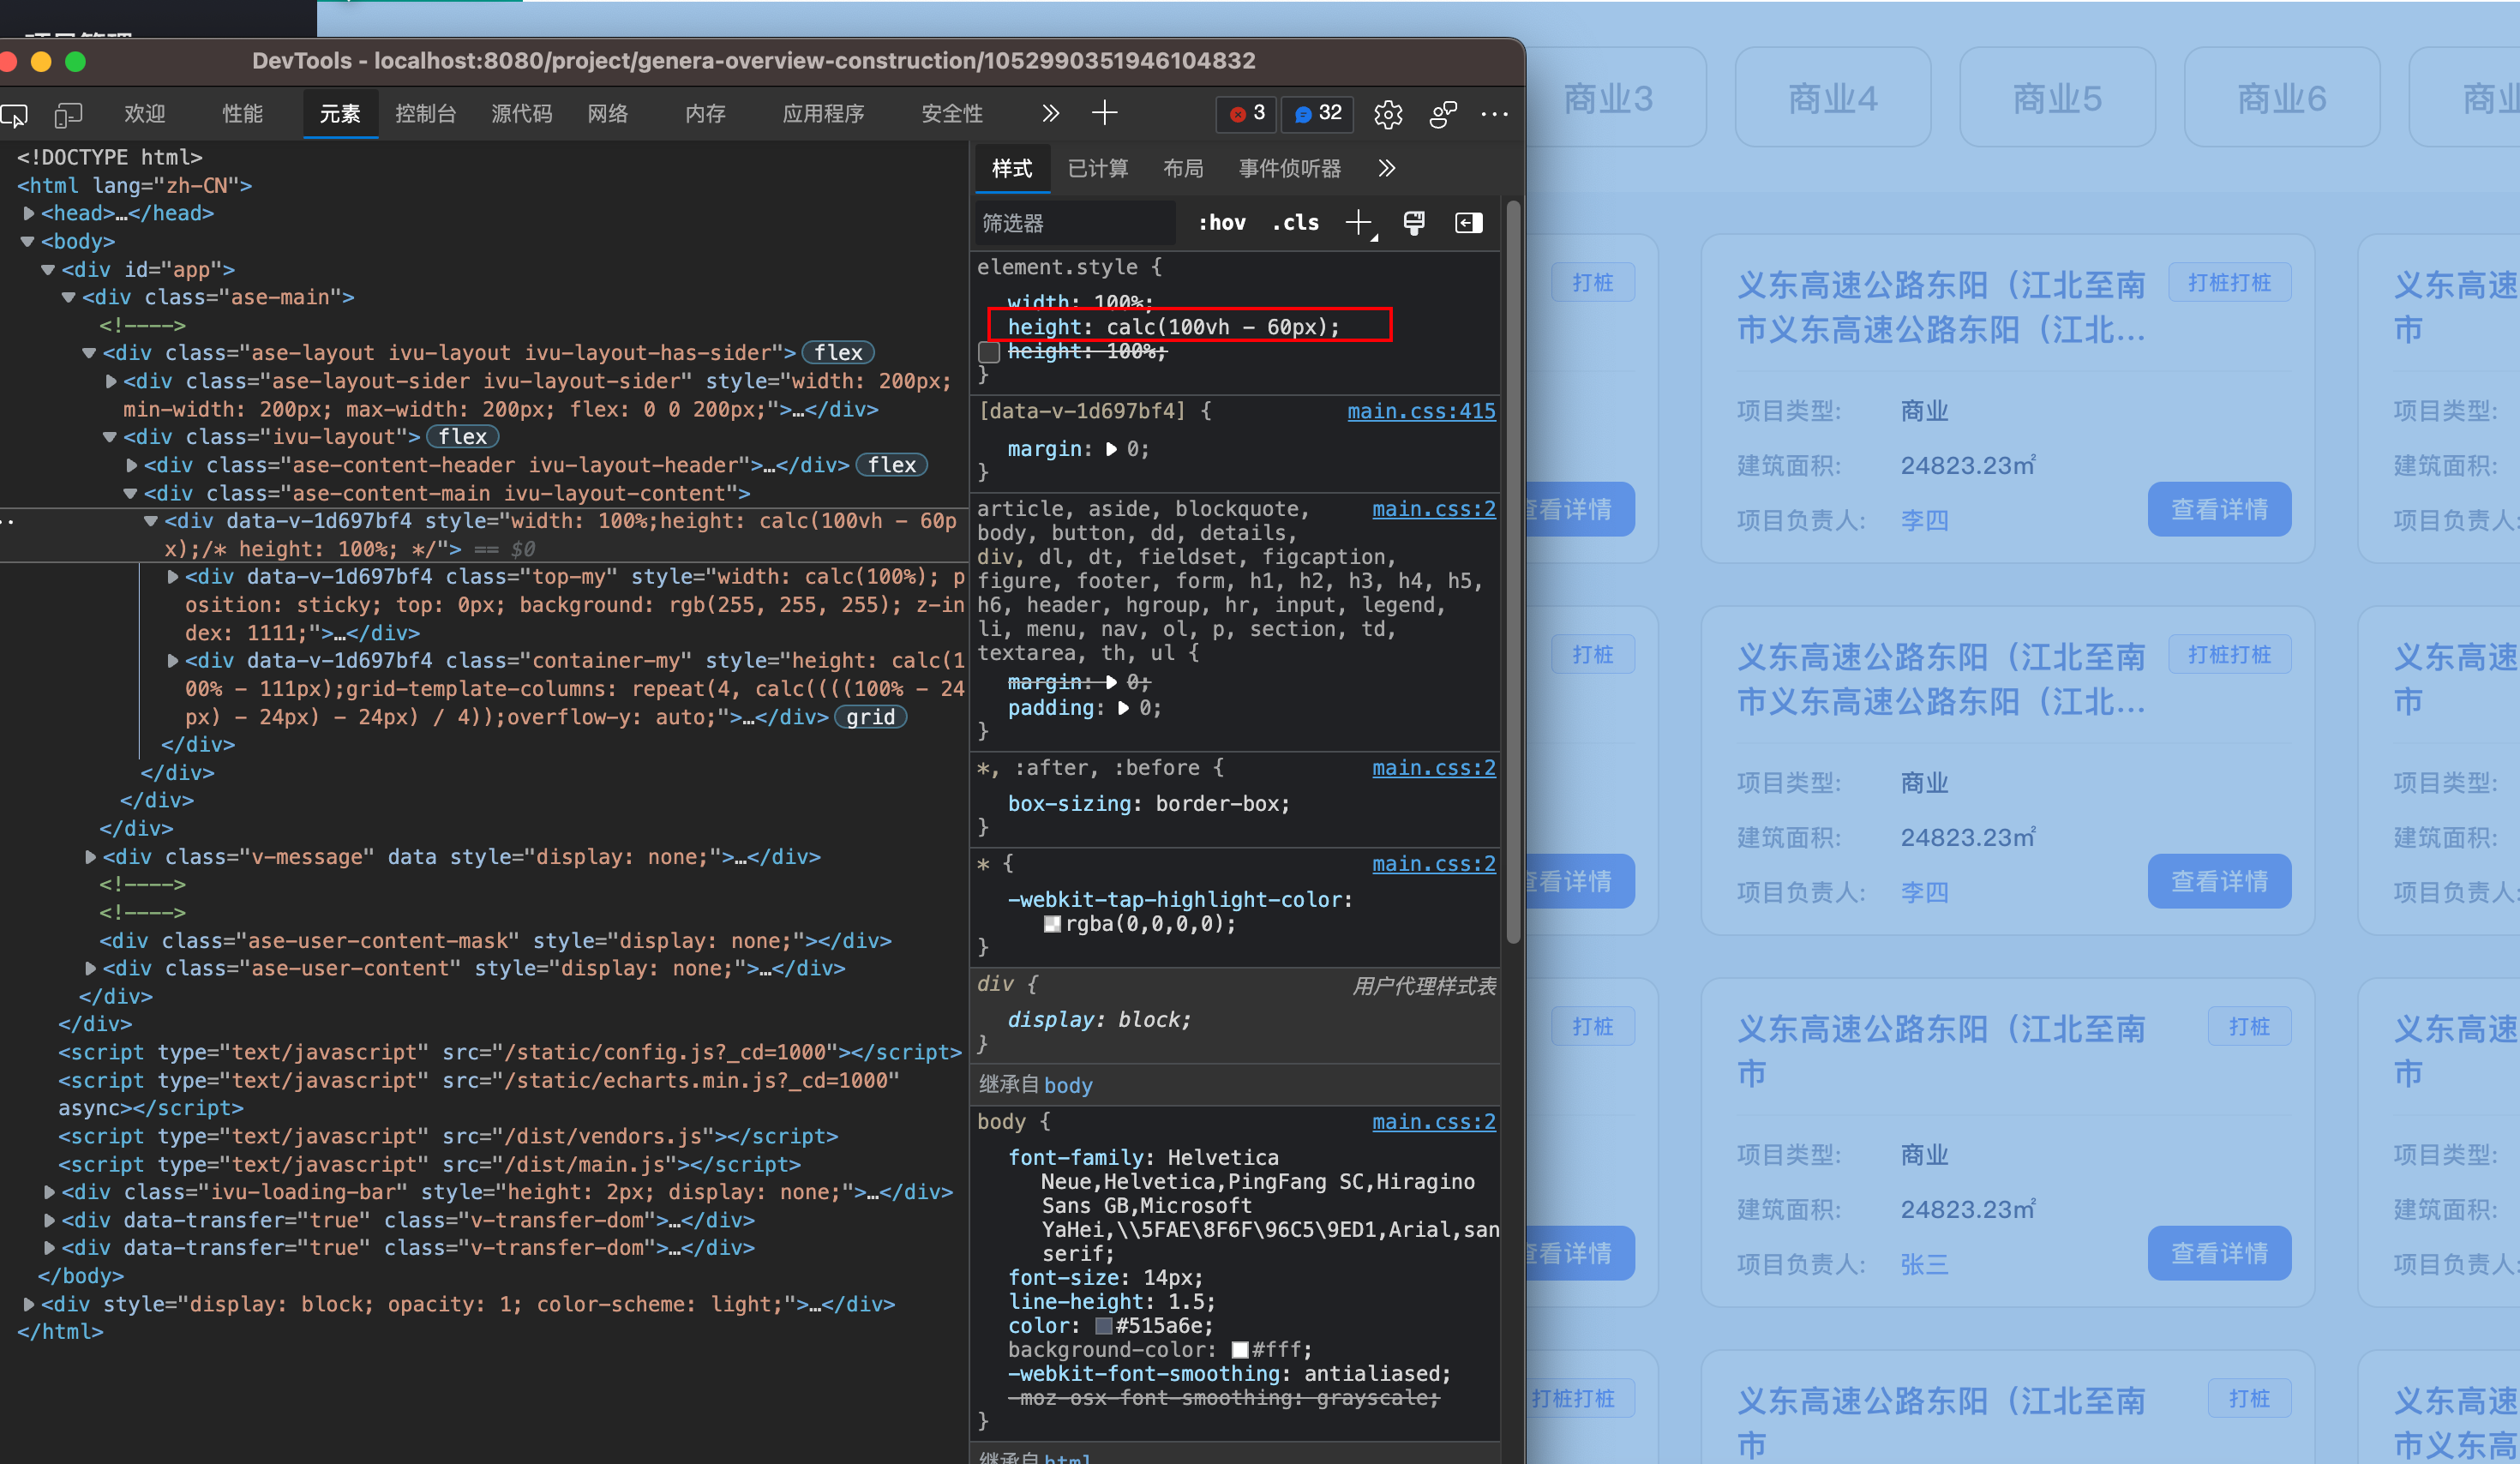 项目管理
DevTools - localhost:8080/project/genera-overview-construction/1052990351946104832
欢迎 性能 元素 控制台 源代码 网络 内存 应用程序 安全性 3 32
<!DOCTYPE html>
<html lang="zh-CN">
<head>…</head>
<body>
<div id="app">
<div class="ase-main">
<!---->
<div class="ase-layout ivu-layout ivu-layout-has-sider"> flex
<div class="ase-layout-sider ivu-layout-sider" style="width: 200px;
min-width: 200px; max-width: 200px; flex: 0 0 200px;">…</div>
<div class="ivu-layout"> flex
<div class="ase-content-header ivu-layout-header">…</div> flex
<div class="ase-content-main ivu-layout-content">
<div data-v-1d697bf4 style="width: 100%;height: calc(100vh - 60p
x);/* height: 100%; */"> == $0
<div data-v-1d697bf4 class="top-my" style="width: calc(100%); p
osition: sticky; top: 0px; background: rgb(255, 255, 255); z-in
dex: 1111;">…</div>
<div data-v-1d697bf4 class="container-my" style="height: calc(1
00% - 111px);grid-template-columns: repeat(4, calc((((100% - 24
px) - 24px) - 24px) / 4));overflow-y: auto;">…</div> grid
</div>
</div>
</div>
</div>
<div class="v-message" data style="display: none;">…</div>
<!---->
<!---->
<div class="ase-user-content-mask" style="display: none;"></div>
<div class="ase-user-content" style="display: none;">…</div>
</div>
</div>
<script type="text/javascript" src="/static/config.js?_cd=1000"></script>
<script type="text/javascript" src="/static/echarts.min.js?_cd=1000"
async></script>
<script type="text/javascript" src="/dist/vendors.js"></script>
<script type="text/javascript" src="/dist/main.js"></script>
<div class="ivu-loading-bar" style="height: 2px; display: none;">…</div>
<div data-transfer="true" class="v-transfer-dom">…</div>
<div data-transfer="true" class="v-transfer-dom">…</div>
</body>
<div style="display: block; opacity: 1; color-scheme: light;">…</div>
</html>
样式 已计算 布局 事件侦听器
筛选器 :hov .cls
element.style {
width: 100%;
height: calc(100vh - 60px);
height: 100%;
}
[data-v-1d697bf4] { main.css:415
margin: 0;
}
article, aside, blockquote, main.css:2
body, button, dd, details,
div, dl, dt, fieldset, figcaption,
figure, footer, form, h1, h2, h3, h4, h5,
h6, header, hgroup, hr, input, legend,
li, menu, nav, ol, p, section, td,
textarea, th, ul {
margin: 0;
padding: 0;
}
*, :after, :before { main.css:2
box-sizing: border-box;
}
* { main.css:2
-webkit-tap-highlight-color:
rgba(0,0,0,0);
}
div { 用户代理样式表
display: block;
}
继承自 body
body { main.css:2
font-family: Helvetica
Neue,Helvetica,PingFang SC,Hiragino
Sans GB,Microsoft
YaHei,\\5FAE\8F6F\96C5\9ED1,Arial,san
serif;
font-size: 14px;
line-height: 1.5;
color: #515a6e;
background-color: #fff;
-webkit-font-smoothing: antialiased;
-moz-osx-font-smoothing: grayscale;
}
继承自 html
商业3 商业4 商业5 商业6 商业
打桩 义东高速公路东阳（江北至南 打桩打桩 义东高速
市义东高速公路东阳（江北... 市
项目类型: 商业 项目类型:
建筑面积: 24823.23㎡ 建筑面积:
查看详情 项目负责人: 李四 查看详情 项目负责人:
打桩 义东高速公路东阳（江北至南 打桩打桩 义东高速
市义东高速公路东阳（江北... 市
项目类型: 商业 项目类型:
建筑面积: 24823.23㎡ 建筑面积:
查看详情 项目负责人: 李四 查看详情 项目负责人:
打桩 义东高速公路东阳（江北至南 打桩 义东高速
市 市
项目类型: 商业 项目类型:
建筑面积: 24823.23㎡ 建筑面积:
查看详情 项目负责人: 张三 查看详情 项目负责人:
打桩打桩 义东高速公路东阳（江北至南 打桩 义东高速
市 市义东高